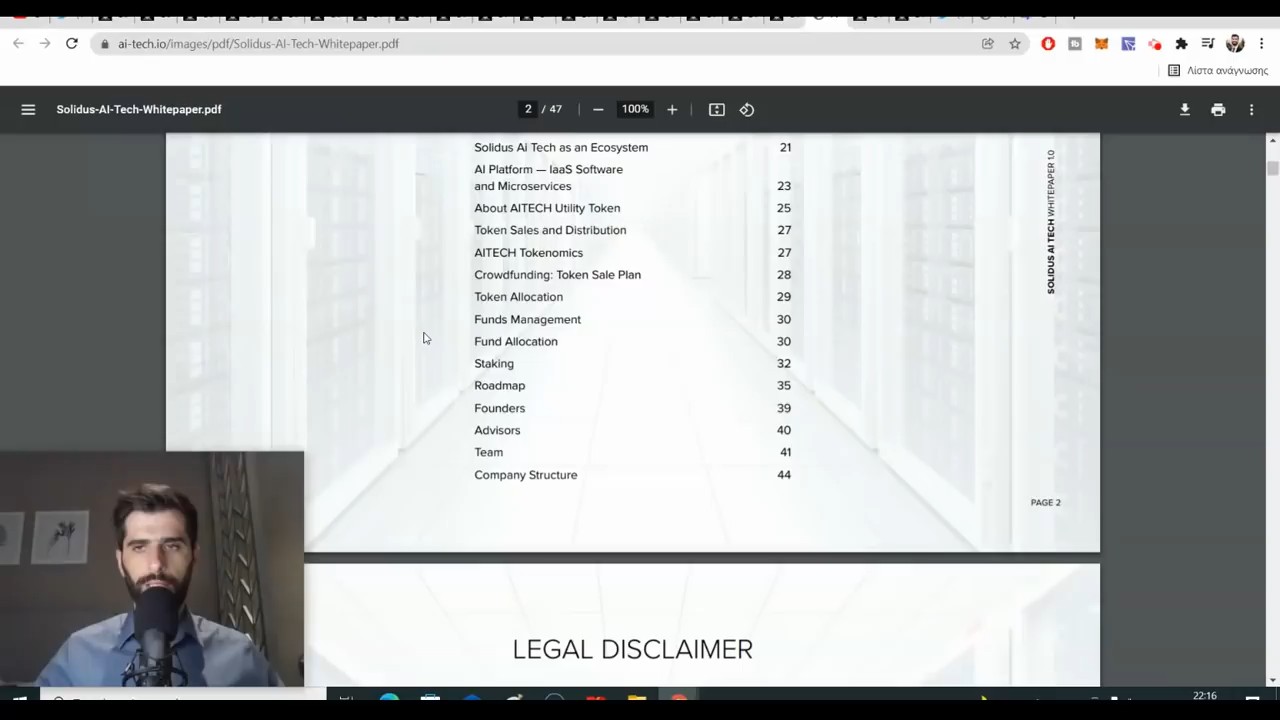 ai-tech.io/images/pdf/Solidus-AI-Tech-Whitepaper.pdf
Λίστα ανάγνωσης
Solidus-AI-Tech-Whitepaper.pdf
2 / 47
100%
Solidus Ai Tech as an Ecosystem 21
AI Platform — IaaS Software
and Microservices 23
About AITECH Utility Token 25
Token Sales and Distribution 27
AITECH Tokenomics 27
Crowdfunding: Token Sale Plan 28
Token Allocation 29
Funds Management 30
Fund Allocation 30
Staking 32
Roadmap 35
Founders 39
Advisors 40
Team 41
Company Structure 44
SOLIDUS AI TECH WHITEPAPER 1.0
PAGE 2
LEGAL DISCLAIMER
22:16